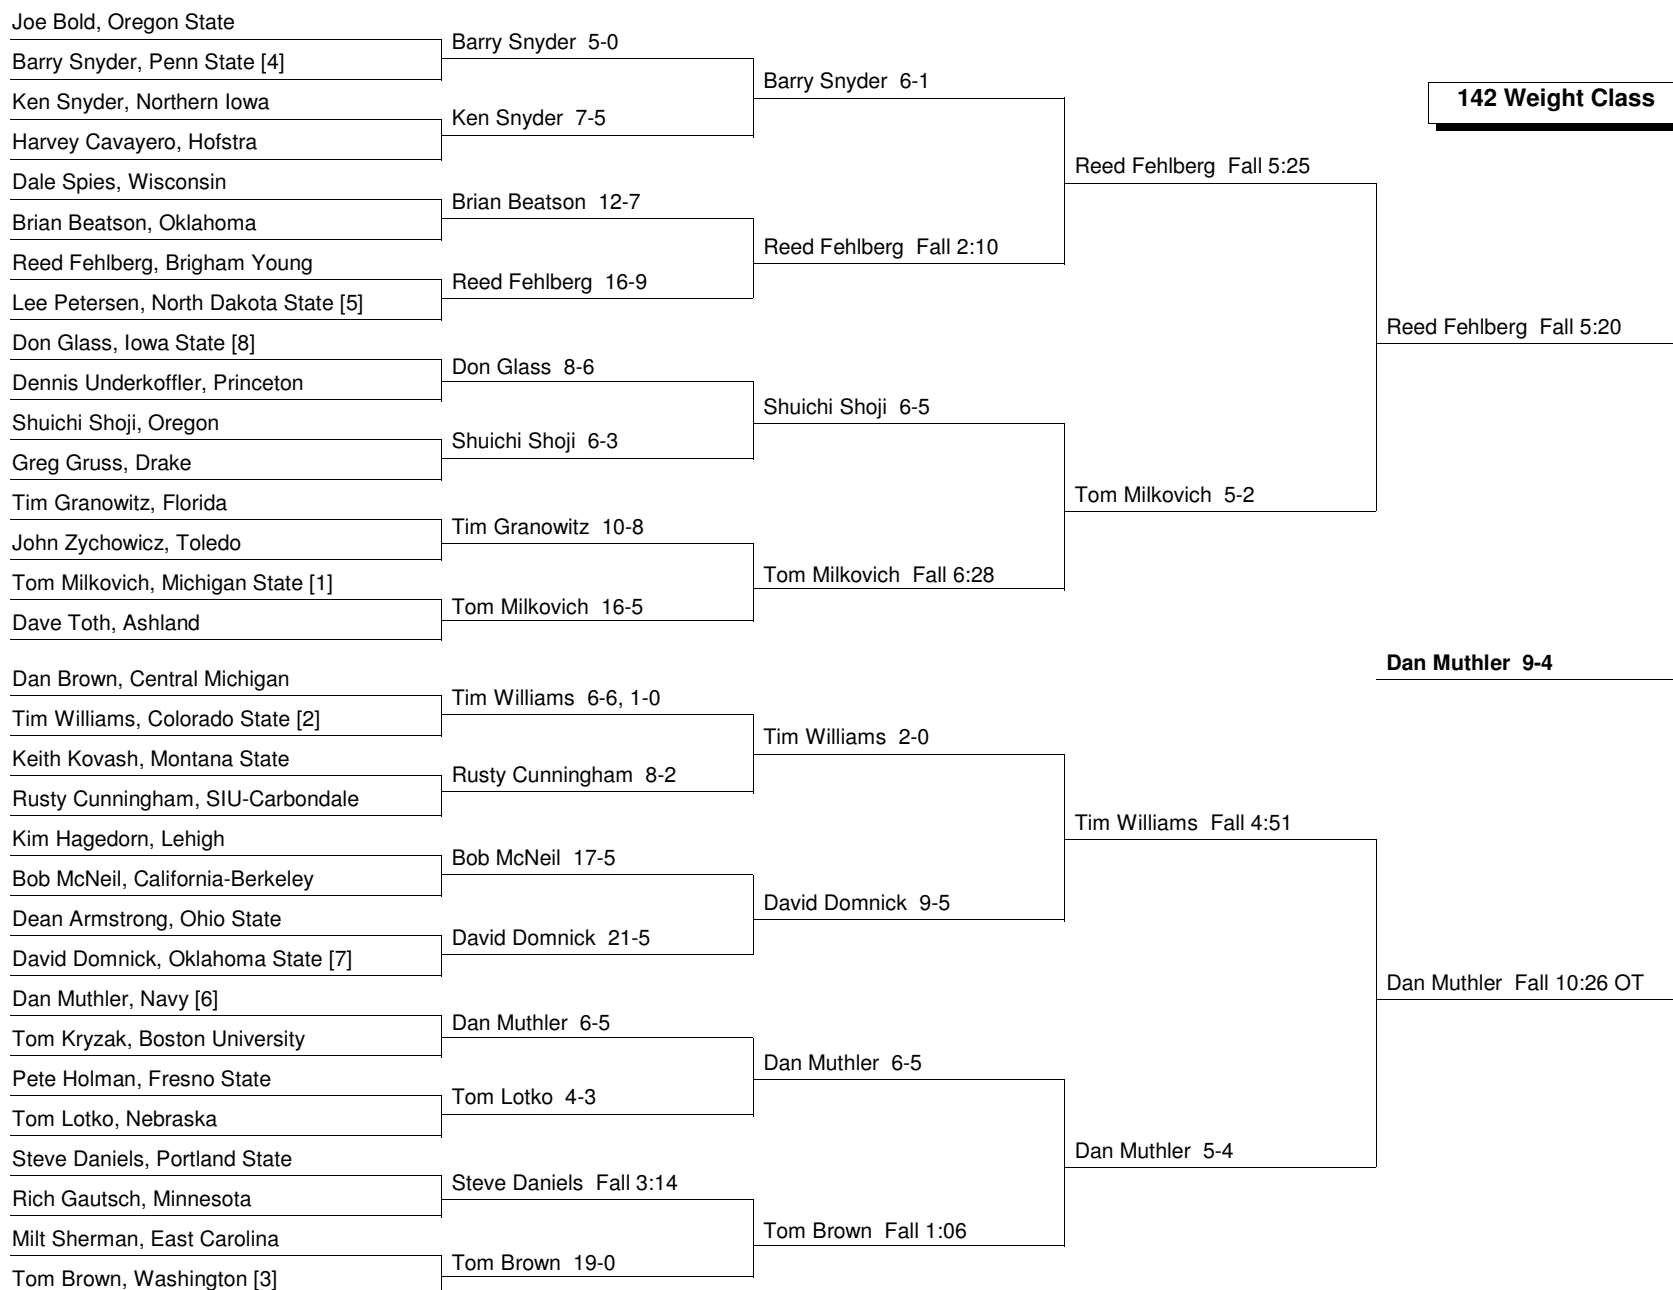 Joe Bold, Oregon State
Barry Snyder, Penn State [4]
Ken Snyder, Northern Iowa
Harvey Cavayero, Hofstra
Dale Spies, Wisconsin
Brian Beatson, Oklahoma
Reed Fehlberg, Brigham Young
Lee Petersen, North Dakota State [5]
Don Glass, Iowa State [8]
Dennis Underkoffler, Princeton
Shuichi Shoji, Oregon
Greg Gruss, Drake
Tim Granowitz, Florida
John Zychowicz, Toledo
Tom Milkovich, Michigan State [1]
Dave Toth, Ashland
Dan Brown, Central Michigan
Tim Williams, Colorado State [2]
Keith Kovash, Montana State
Rusty Cunningham, SIU-Carbondale
Kim Hagedorn, Lehigh
Bob McNeil, California-Berkeley
Dean Armstrong, Ohio State
David Domnick, Oklahoma State [7]
Dan Muthler, Navy [6]
Tom Kryzak, Boston University
Pete Holman, Fresno State
Tom Lotko, Nebraska
Steve Daniels, Portland State
Rich Gautsch, Minnesota
Milt Sherman, East Carolina
Tom Brown, Washington [3]
Barry Snyder 5-0
Ken Snyder 7-5
Brian Beatson 12-7
Reed Fehlberg 16-9
Don Glass 8-6
Shuichi Shoji 6-3
Tim Granowitz 10-8
Tom Milkovich 16-5
Tim Williams 6-6, 1-0
Rusty Cunningham 8-2
Bob McNeil 17-5
David Domnick 21-5
Dan Muthler 6-5
Tom Lotko 4-3
Steve Daniels Fall 3:14
Tom Brown 19-0
Barry Snyder 6-1
Reed Fehlberg Fall 2:10
Shuichi Shoji 6-5
Tom Milkovich Fall 6:28
Tim Williams 2-0
David Domnick 9-5
Dan Muthler 6-5
Tom Brown Fall 1:06
Reed Fehlberg Fall 5:25
Tom Milkovich 5-2
Tim Williams Fall 4:51
Dan Muthler 5-4
142 Weight Class
Reed Fehlberg Fall 5:20
Dan Muthler 9-4
Dan Muthler Fall 10:26 OT